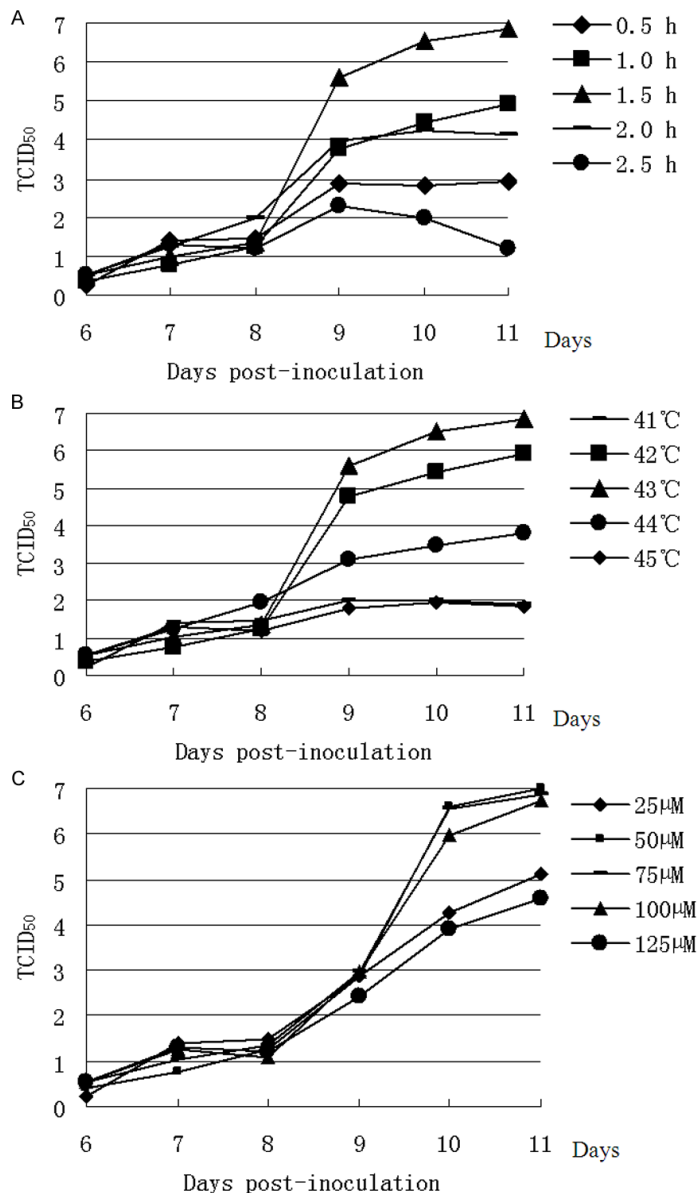 A
7
6
5
4
3
2
1
0
TCID50
6 7 8 9 10 11 Days
Days post-inoculation
0.5 h
1.0 h
1.5 h
2.0 h
2.5 h
B
7
6
5
4
3
2
1
0
TCID50
6 7 8 9 10 11 Days
Days post-inoculation
41℃
42℃
43℃
44℃
45℃
C
7
6
5
4
3
2
1
0
TCID50
6 7 8 9 10 11 Days
Days post-inoculation
25μM
50μM
75μM
100μM
125μM